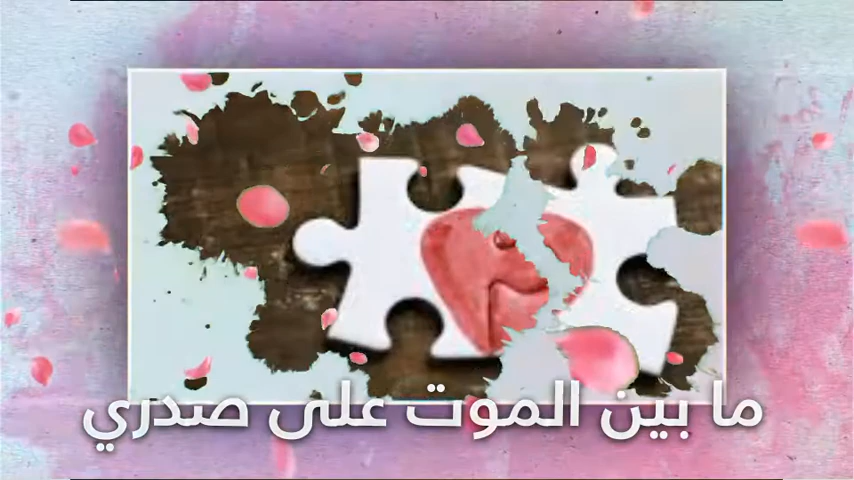 ما بين الموت على صدري